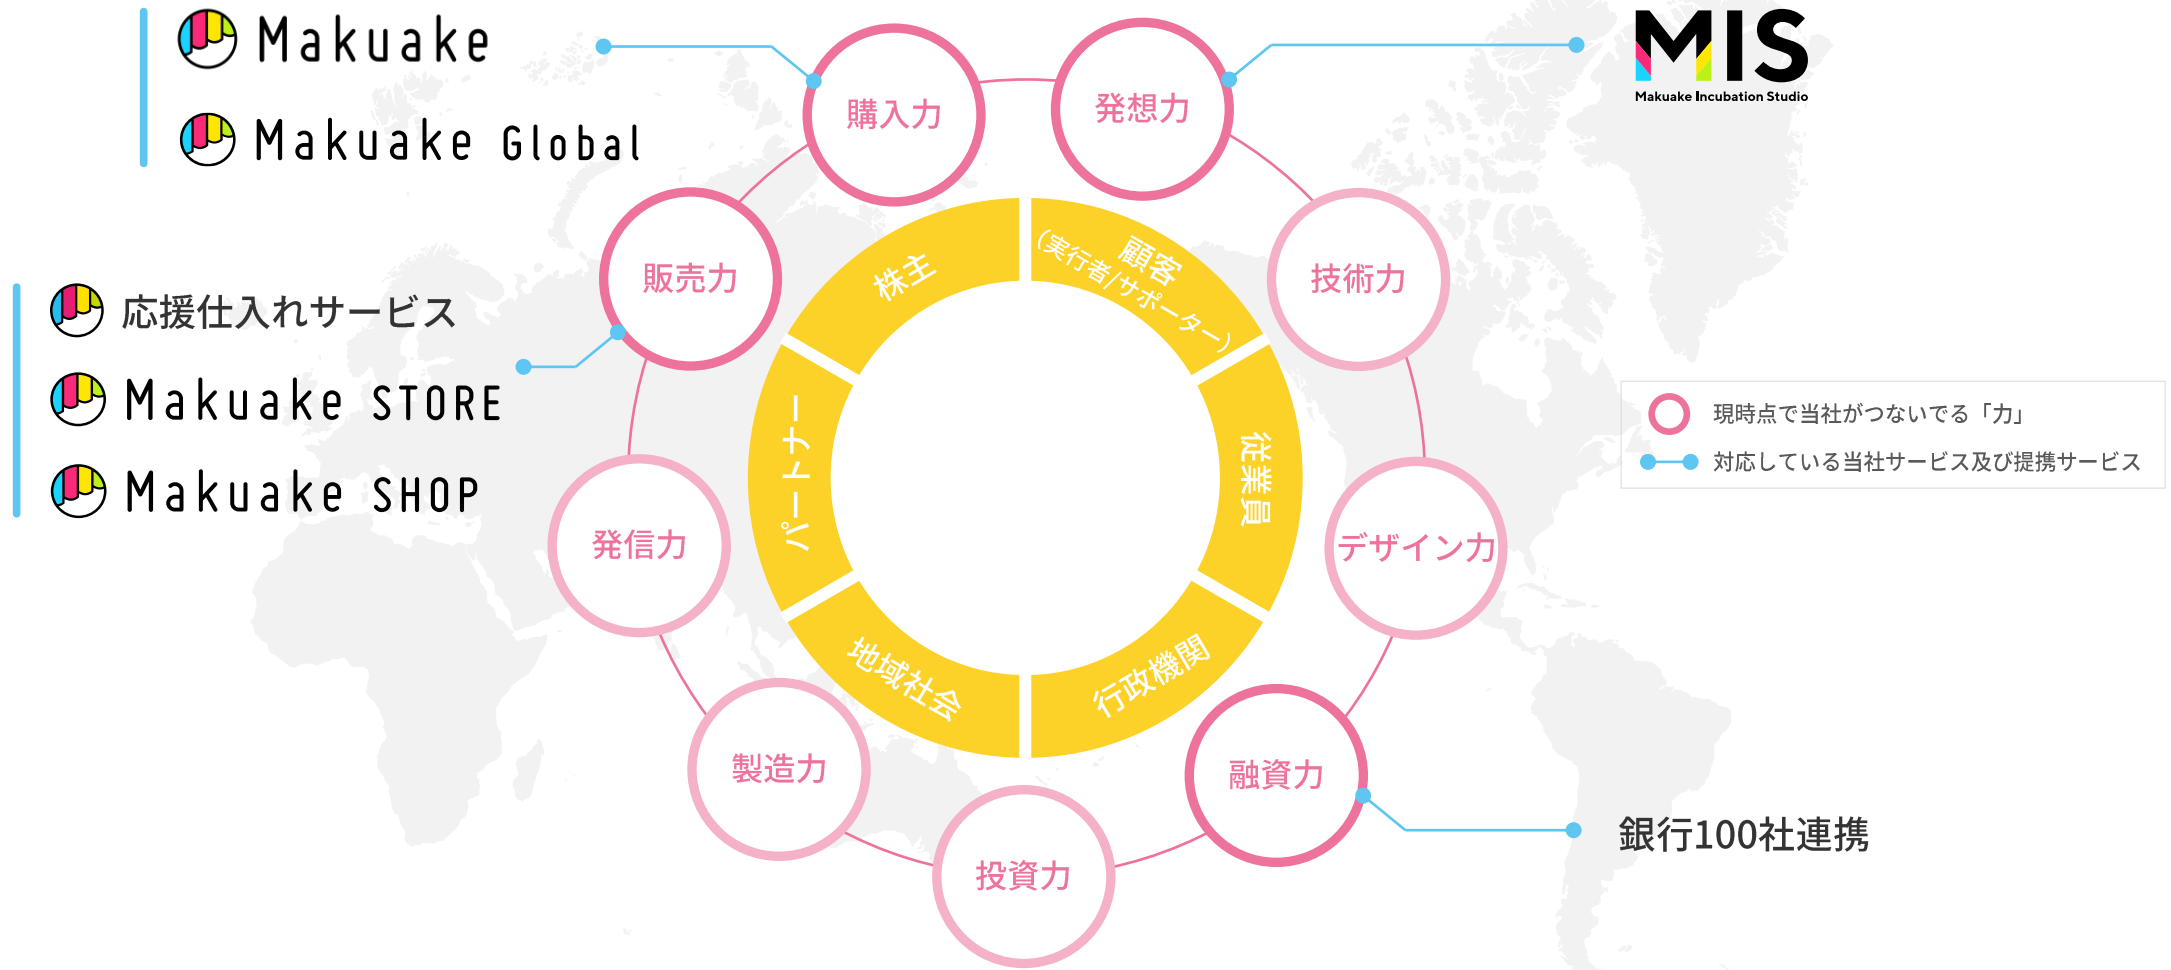 Makuake
Makuake Global
応援仕入れサービス
Makuake STORE
Makuake SHOP
購入力
発想力
MIS
Makuake Incubation Studio
販売力
技術力
株主
顧客
（実行者/サポーター）
パートナー
従業員
地域社会
行政機関
現時点で当社がつないでる「力」
対応している当社サービス及び提携サービス
発信力
デザイン力
製造力
融資力
投資力
銀行100社連携